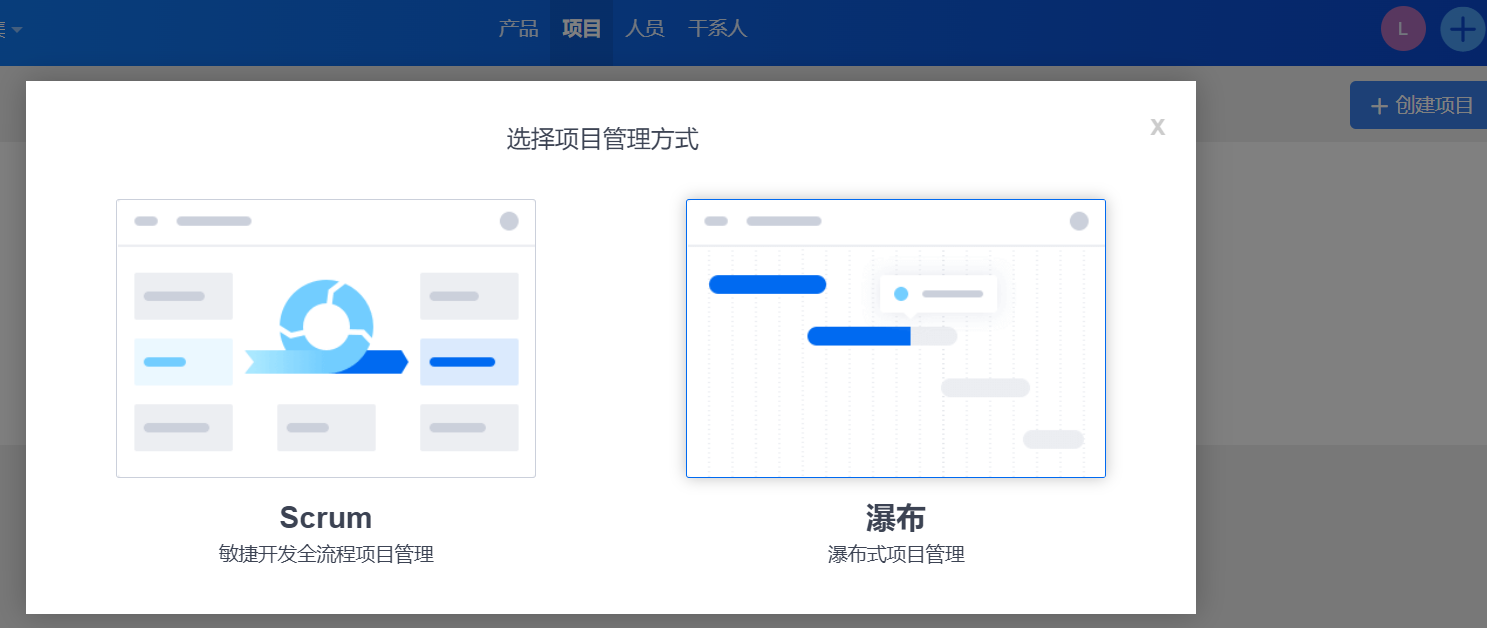 产品 项目 人员 干系人 L
创建项目
选择项目管理方式 x
Scrum
敏捷开发全流程项目管理
瀑布
瀑布式项目管理